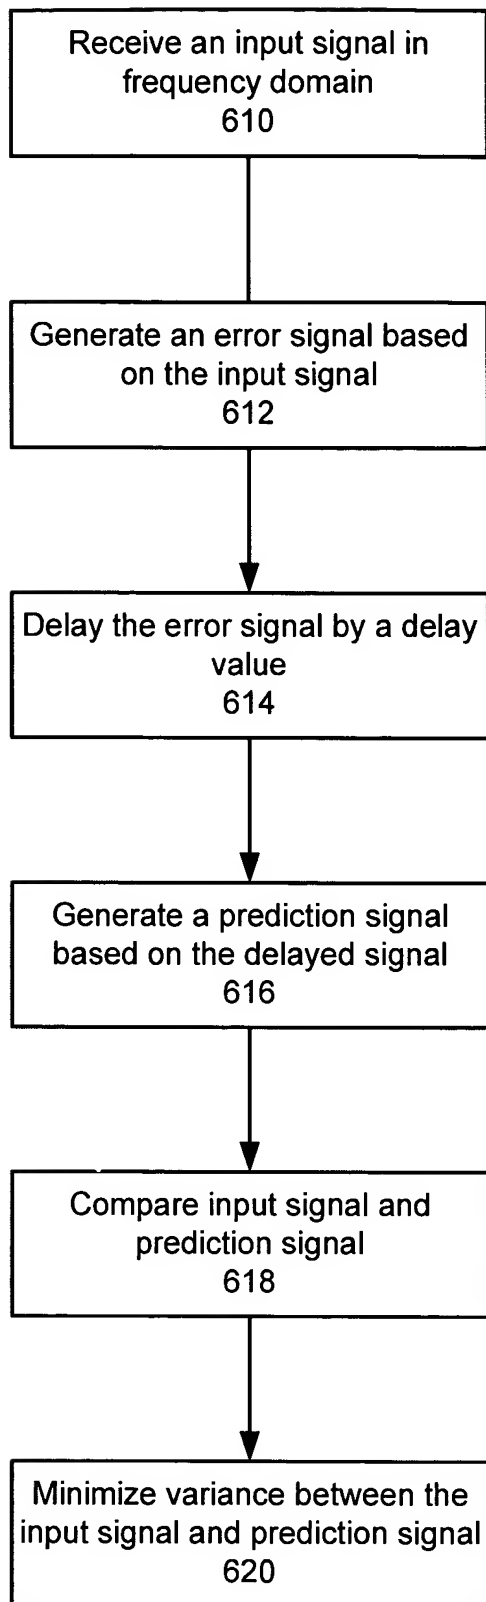 Receive an input signal in
frequency domain
610
Generate an error signal based
on the input signal
612
Delay the error signal by a delay
value
614
Generate a prediction signal
based on the delayed signal
616
Compare input signal and
prediction signal
618
Minimize variance between the
input signal and prediction signal
620